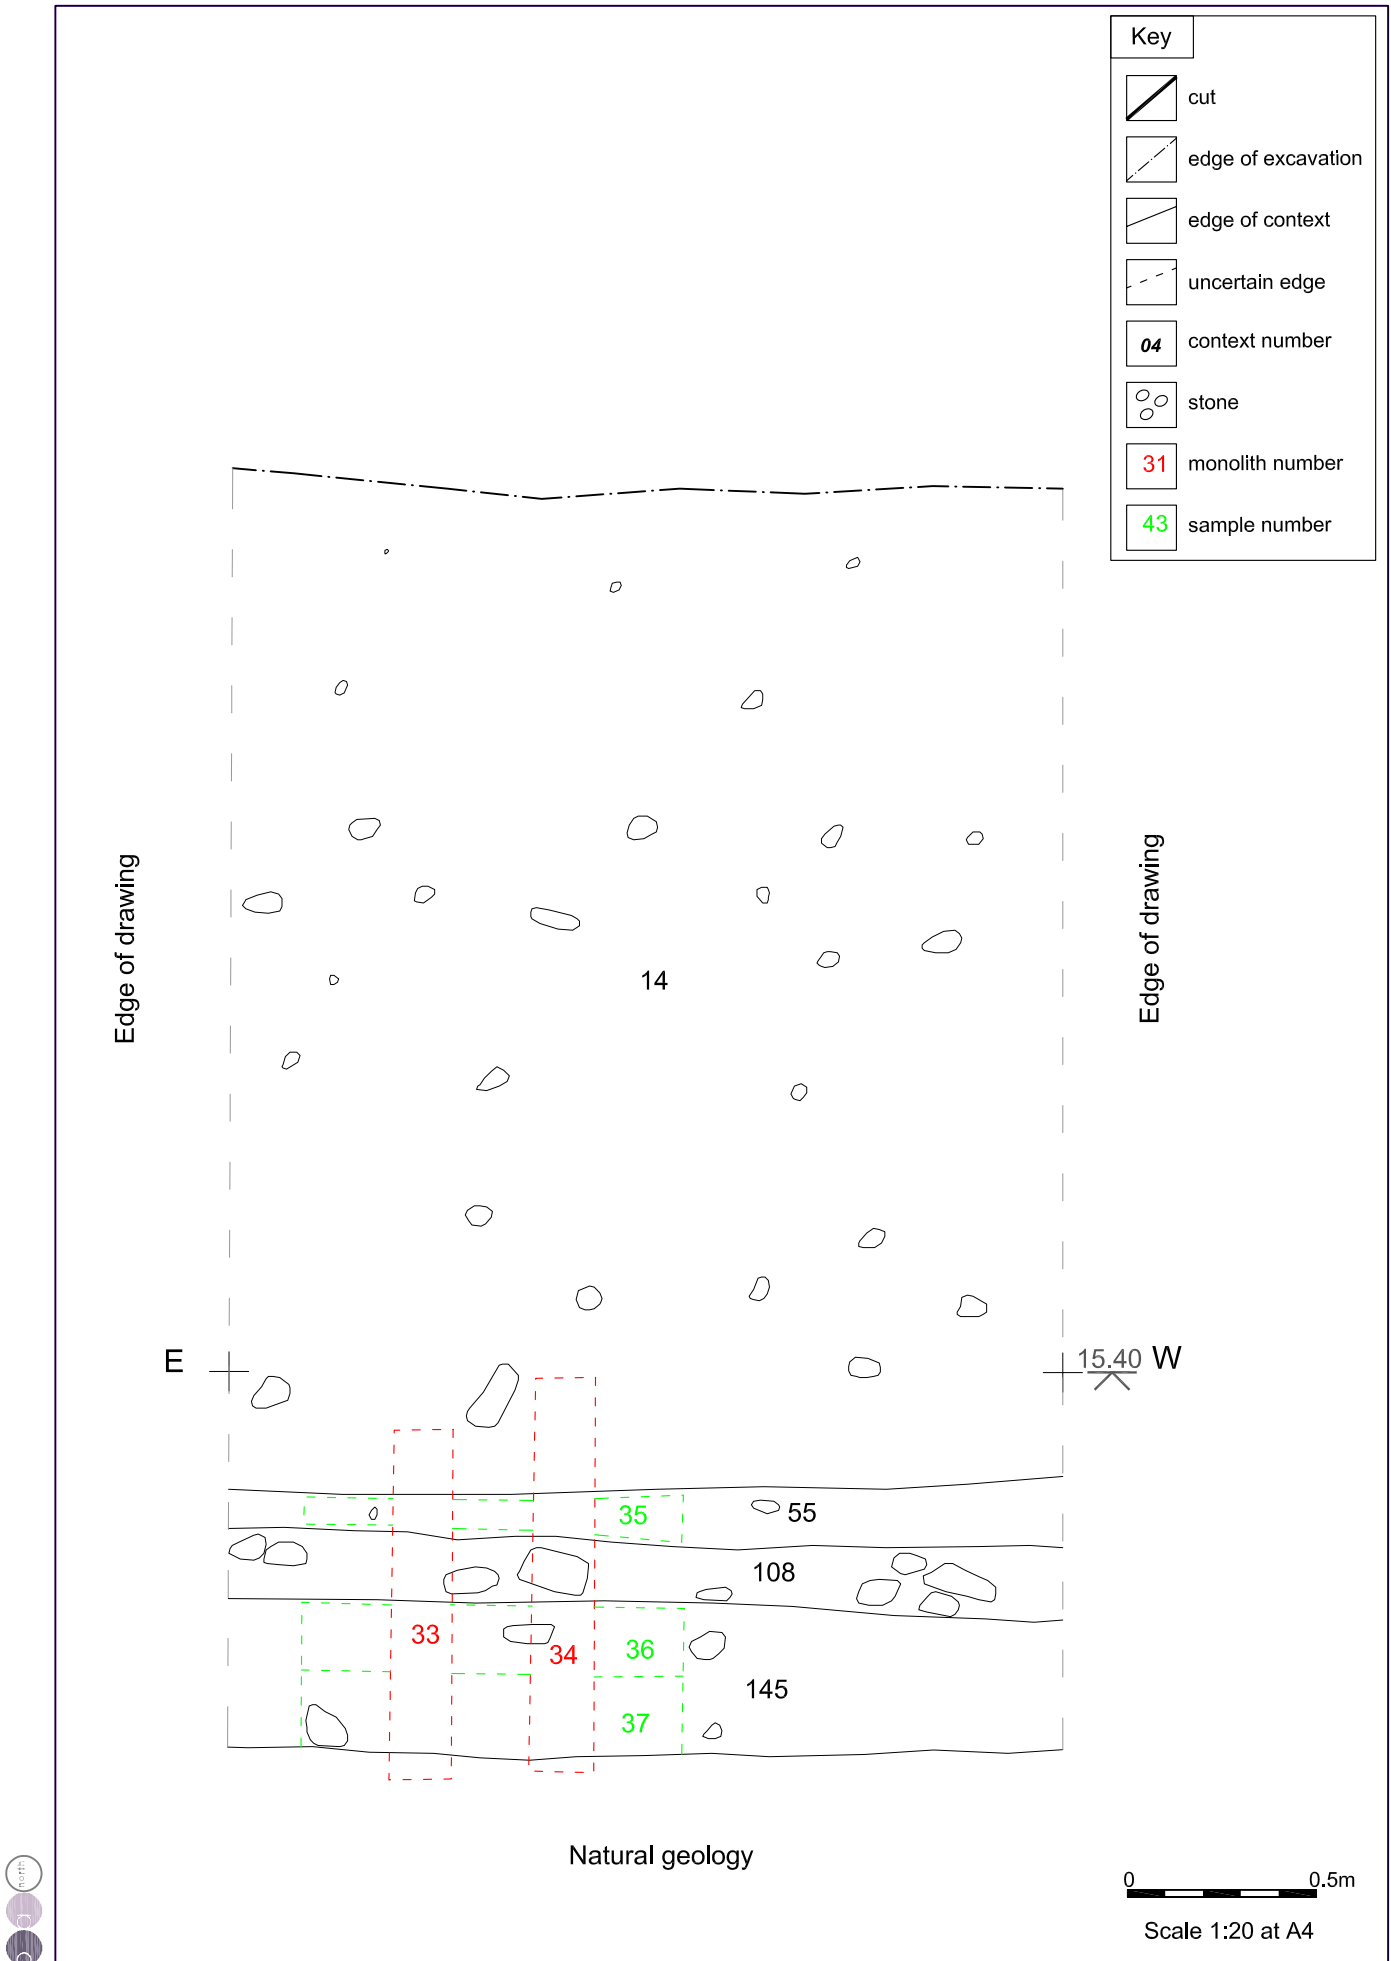 Key
cut
edge of excavation
edge of context
uncertain edge
04 context number
stone
31 monolith number
43 sample number
Edge of drawing
Edge of drawing
14
E
15.40 W
35
55
108
33
34
36
145
37
Natural geology
north
0 0.5m
Scale 1:20 at A4